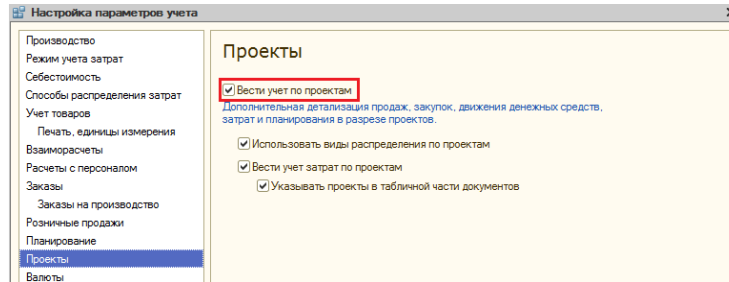 Настройка параметров учета
Производство
Режим учета затрат
Себестоимость
Способы распределения затрат
Учет товаров
Печать, единицы измерения
Взаиморасчеты
Расчеты с персоналом
Заказы
Заказы на производство
Розничные продажи
Планирование
Проекты
Валюты
Проекты
Вести учет по проектам
Дополнительная детализация продаж, закупок, движения денежных средств,
затрат и планирования в разрезе проектов.
Использовать виды распределения по проектам
Вести учет затрат по проектам
Указывать проекты в табличной части документов